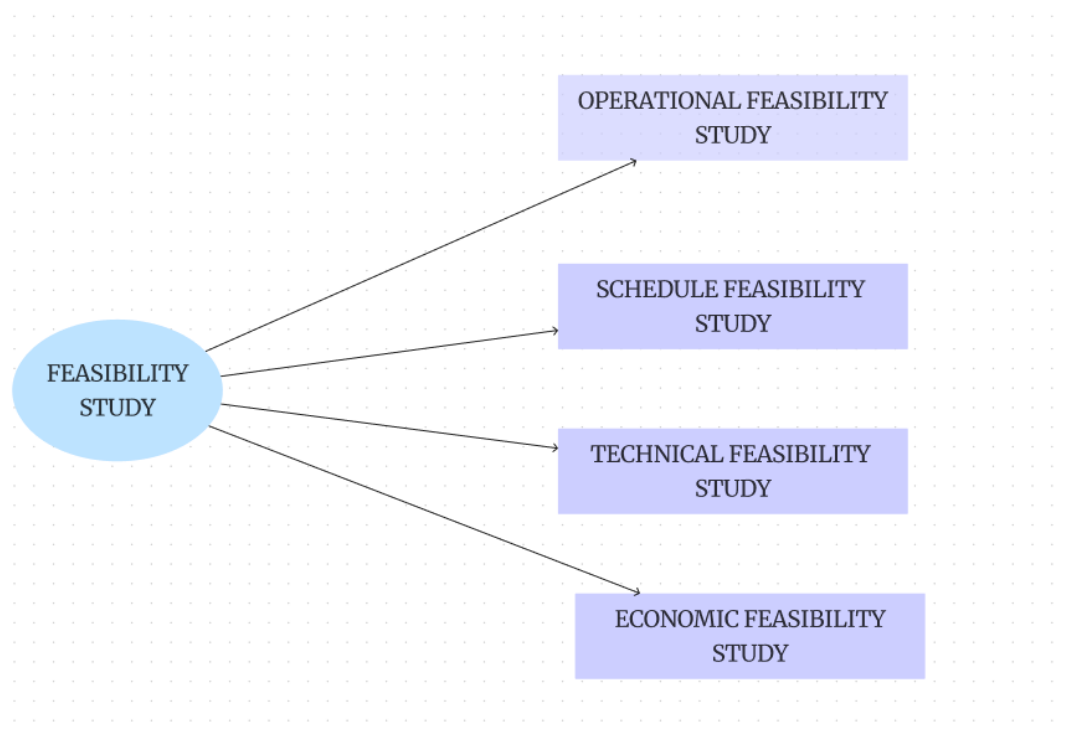 OPERATIONAL FEASIBILITY
STUDY
SCHEDULE FEASIBILITY
STUDY
FEASIBILITY
STUDY
TECHNICAL FEASIBILITY
STUDY
ECONOMIC FEASIBILITY
STUDY